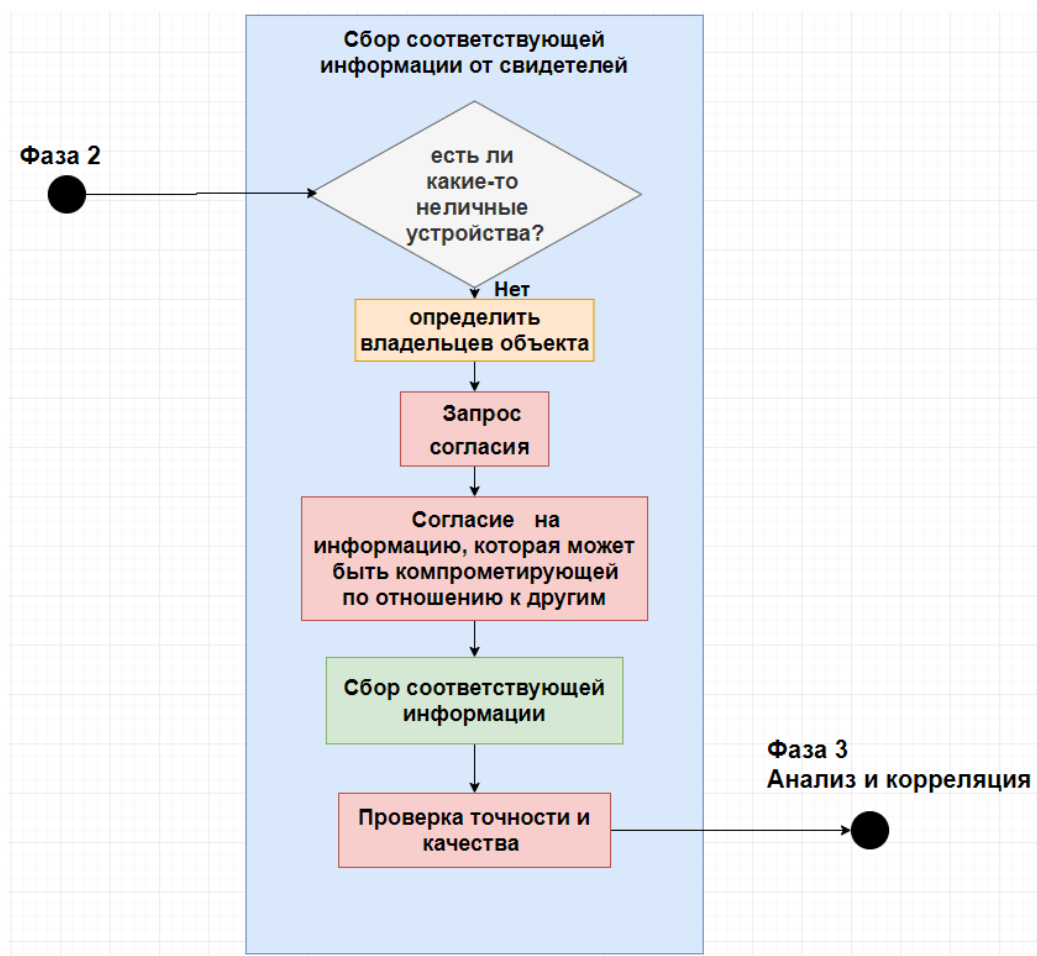 Сбор соответствующей
информации от свидетелей
Фаза 2
есть ли
какие-то
неличные
устройства?
Нет
определить
владельцев объекта
Запрос
согласия
Согласие на
информацию, которая может
быть компрометирующей
по отношению к другим
Сбор соответствующей
информации
Фаза 3
Анализ и корреляция
Проверка точности и
качества